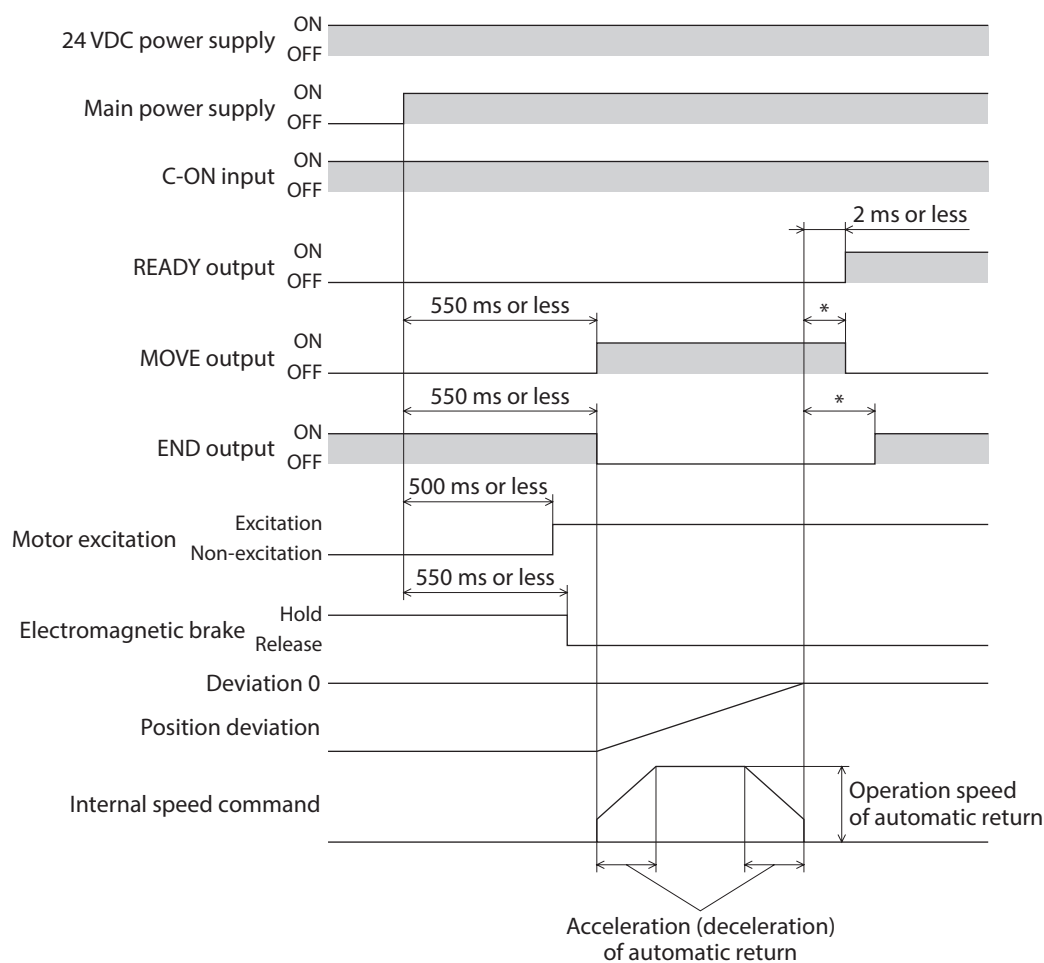 24 VDC power supply
ON
OFF
Main power supply
ON
OFF
C-ON input
ON
OFF
2 ms or less
READY output
ON
OFF
550 ms or less
*
MOVE output
ON
OFF
550 ms or less
*
END output
ON
OFF
500 ms or less
Motor excitation
Excitation
Non-excitation
550 ms or less
Electromagnetic brake
Hold
Release
Deviation 0
Position deviation
Internal speed command
Operation speed
of automatic return
Acceleration (deceleration)
of automatic return